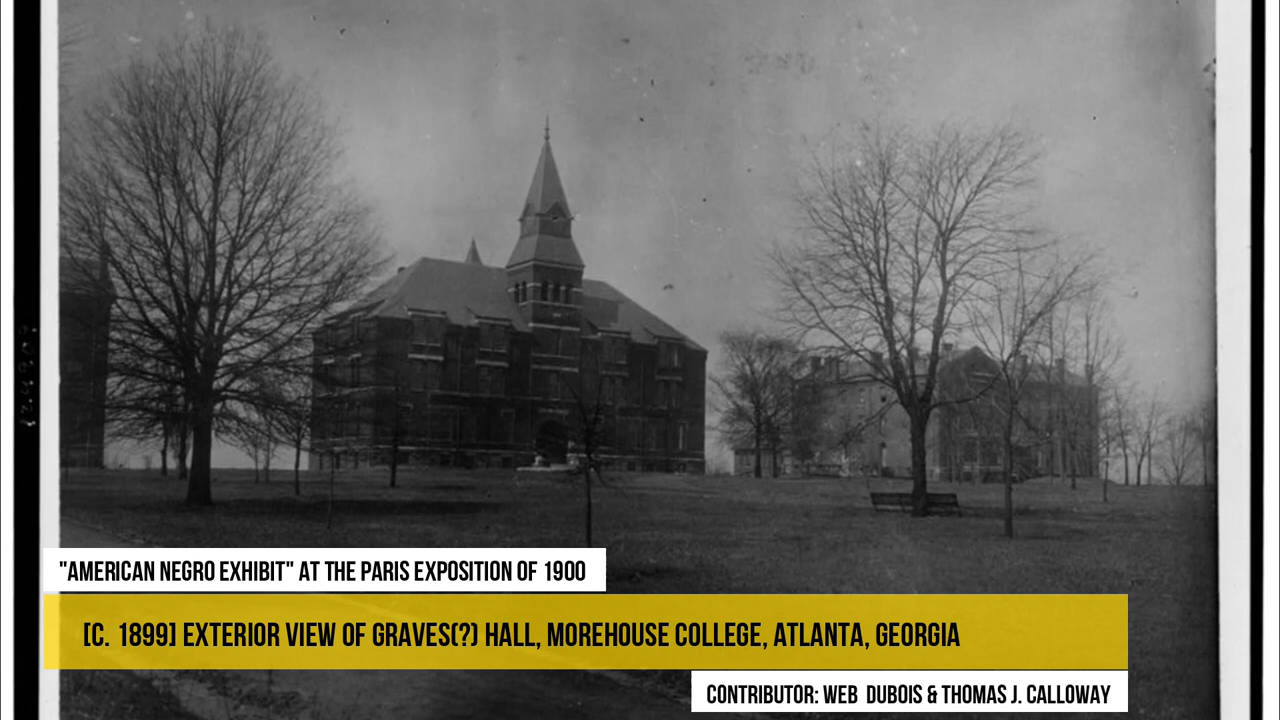 "AMERICAN NEGRO EXHIBIT" AT THE PARIS EXPOSITION OF 1900
[C. 1899] EXTERIOR VIEW OF GRAVES(?) HALL, MOREHOUSE COLLEGE, ATLANTA, GEORGIA
CONTRIBUTOR: WEB DUBOIS & THOMAS J. CALLOWAY